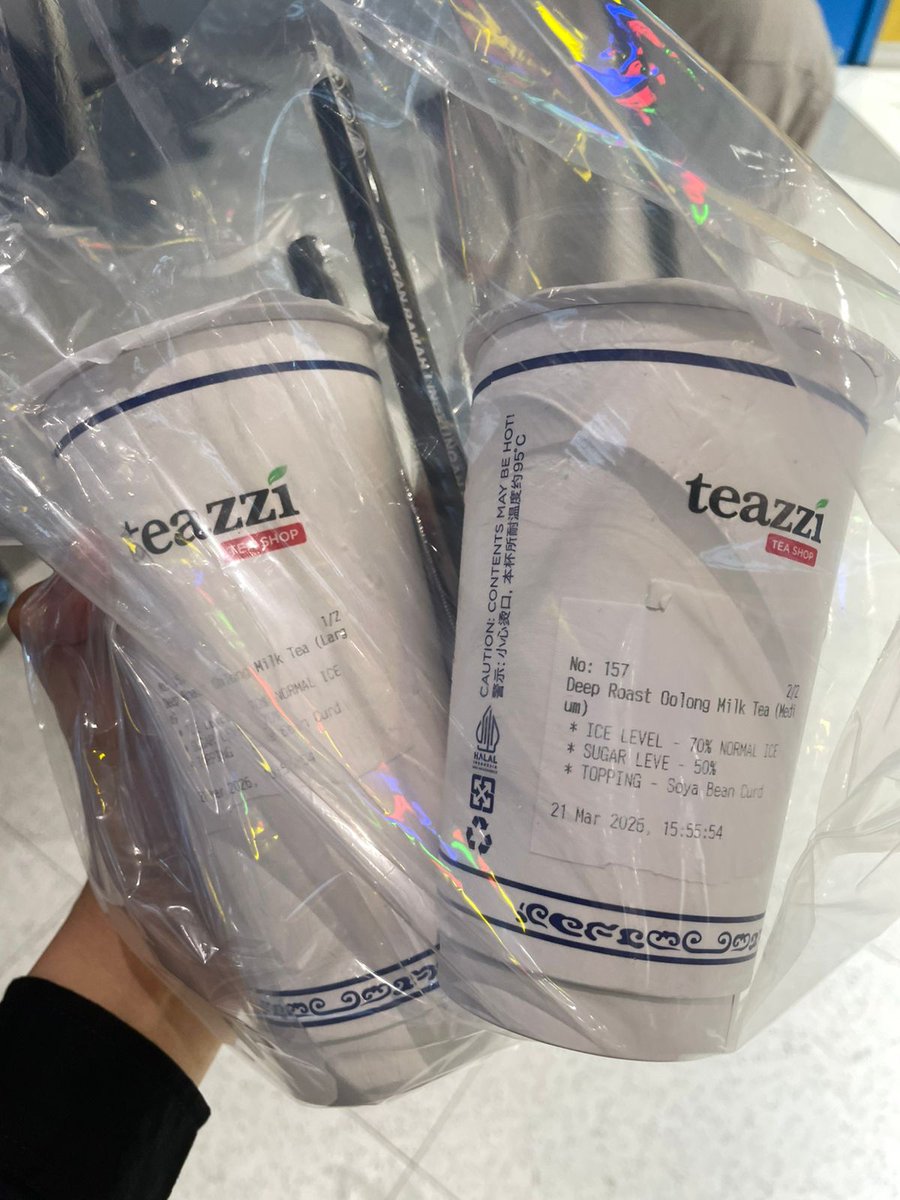 teazzi
TEA SHOP
1/2
Oolong Milk Tea (Larg
NORMAL ICE
Curd
2026,
teazzi
TEA SHOP
CAUTION: CONTENTS MAY BE HOT!
警示: 小心烫口, 本杯所耐温度约95°C
HALAL
INDONESIA
No: 157
2/2
Deep Roast Oolong Milk Tea (Medi
um)
* ICE LEVEL - 70% NORMAL ICE
* SUGAR LEVE - 50%
* TOPPING - Soya Bean Curd
21 Mar 2026, 15:55:54